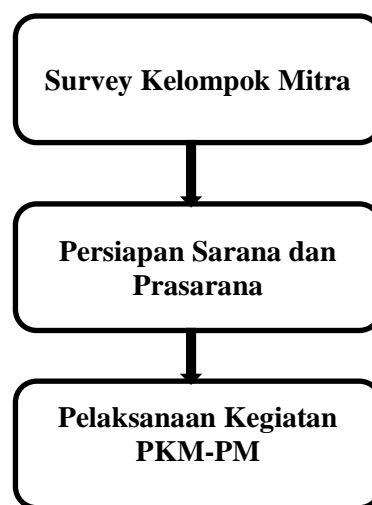 Survey Kelompok Mitra
Persiapan Sarana dan
Prasarana
Pelaksanaan Kegiatan
PKM-PM